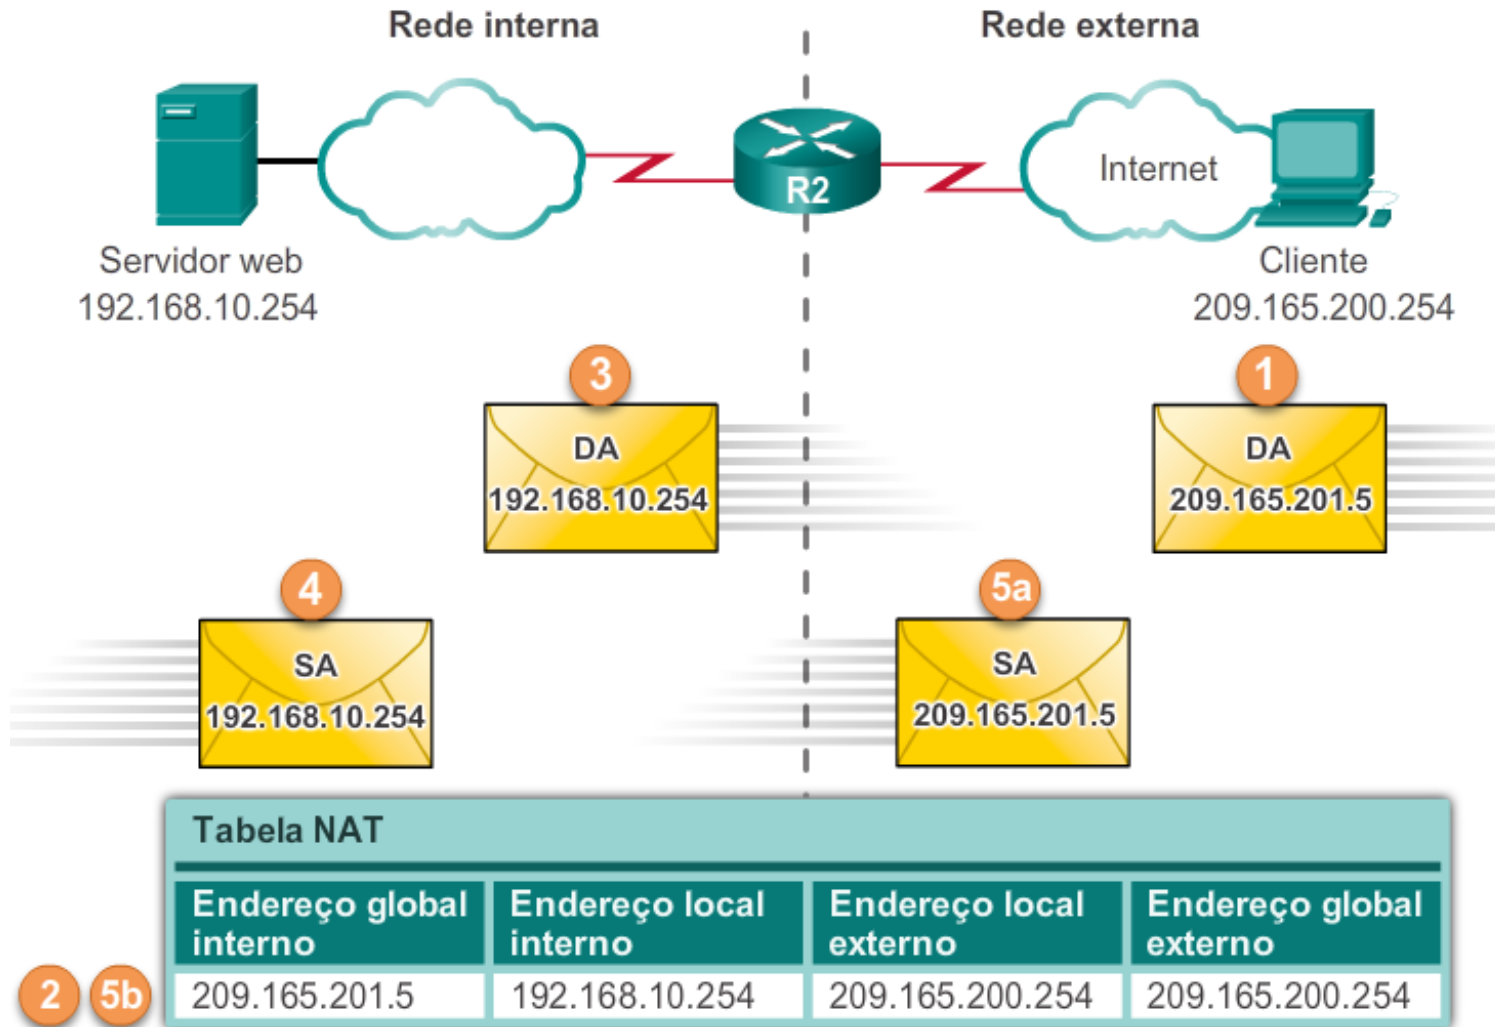 Rede interna
Rede externa
Internet
R2
Servidor web
192.168.10.254
Cliente
209.165.200.254
3
DA
192.168.10.254
1
DA
209.165.201.5
4
SA
192.168.10.254
5a
SA
209.165.201.5
Tabela NAT
Endereço global interno
Endereço local interno
Endereço local externo
Endereço global externo
2
5b
209.165.201.5
192.168.10.254
209.165.200.254
209.165.200.254